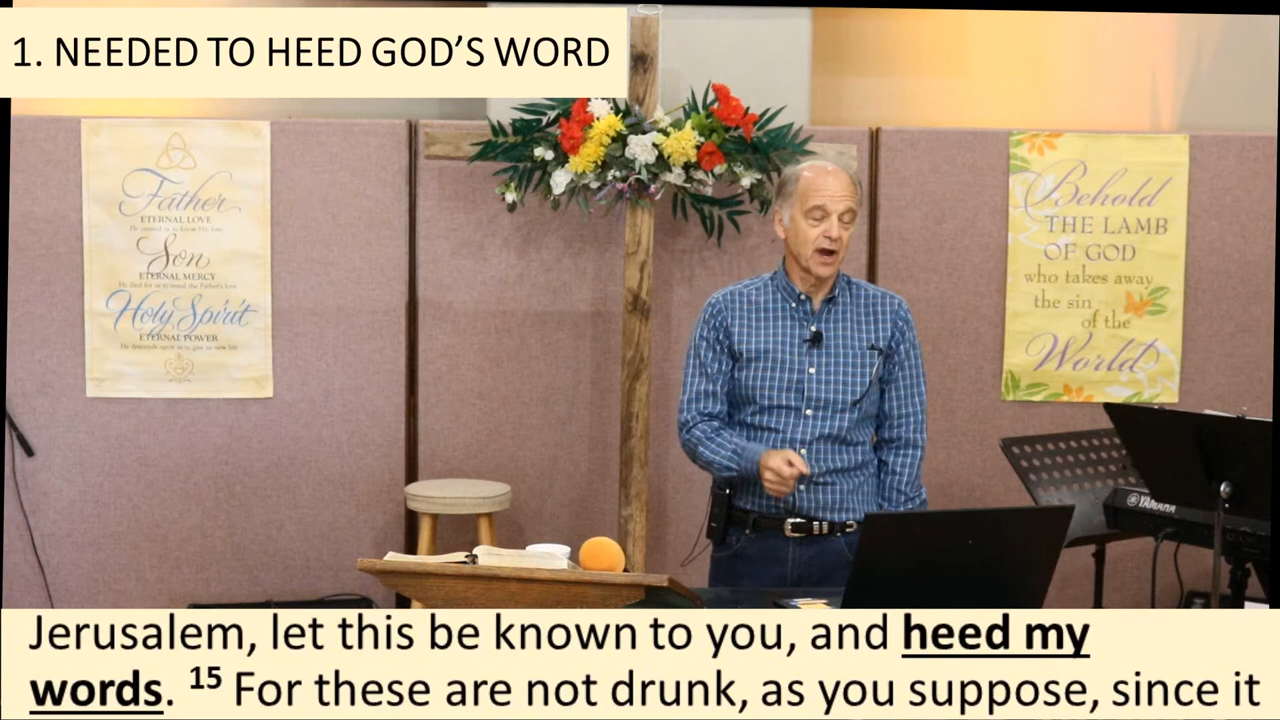 1. NEEDED TO HEED GOD'S WORD
Father
ETERNAL LOVE
Son
ETERNAL MERCY
Holy Spirit
ETERNAL POWER
Behold
THE LAMB
OF GOD
who takes away
the sin
of the
World
YAMAHA
Jerusalem, let this be known to you, and heed my
words. 15 For these are not drunk, as you suppose, since it